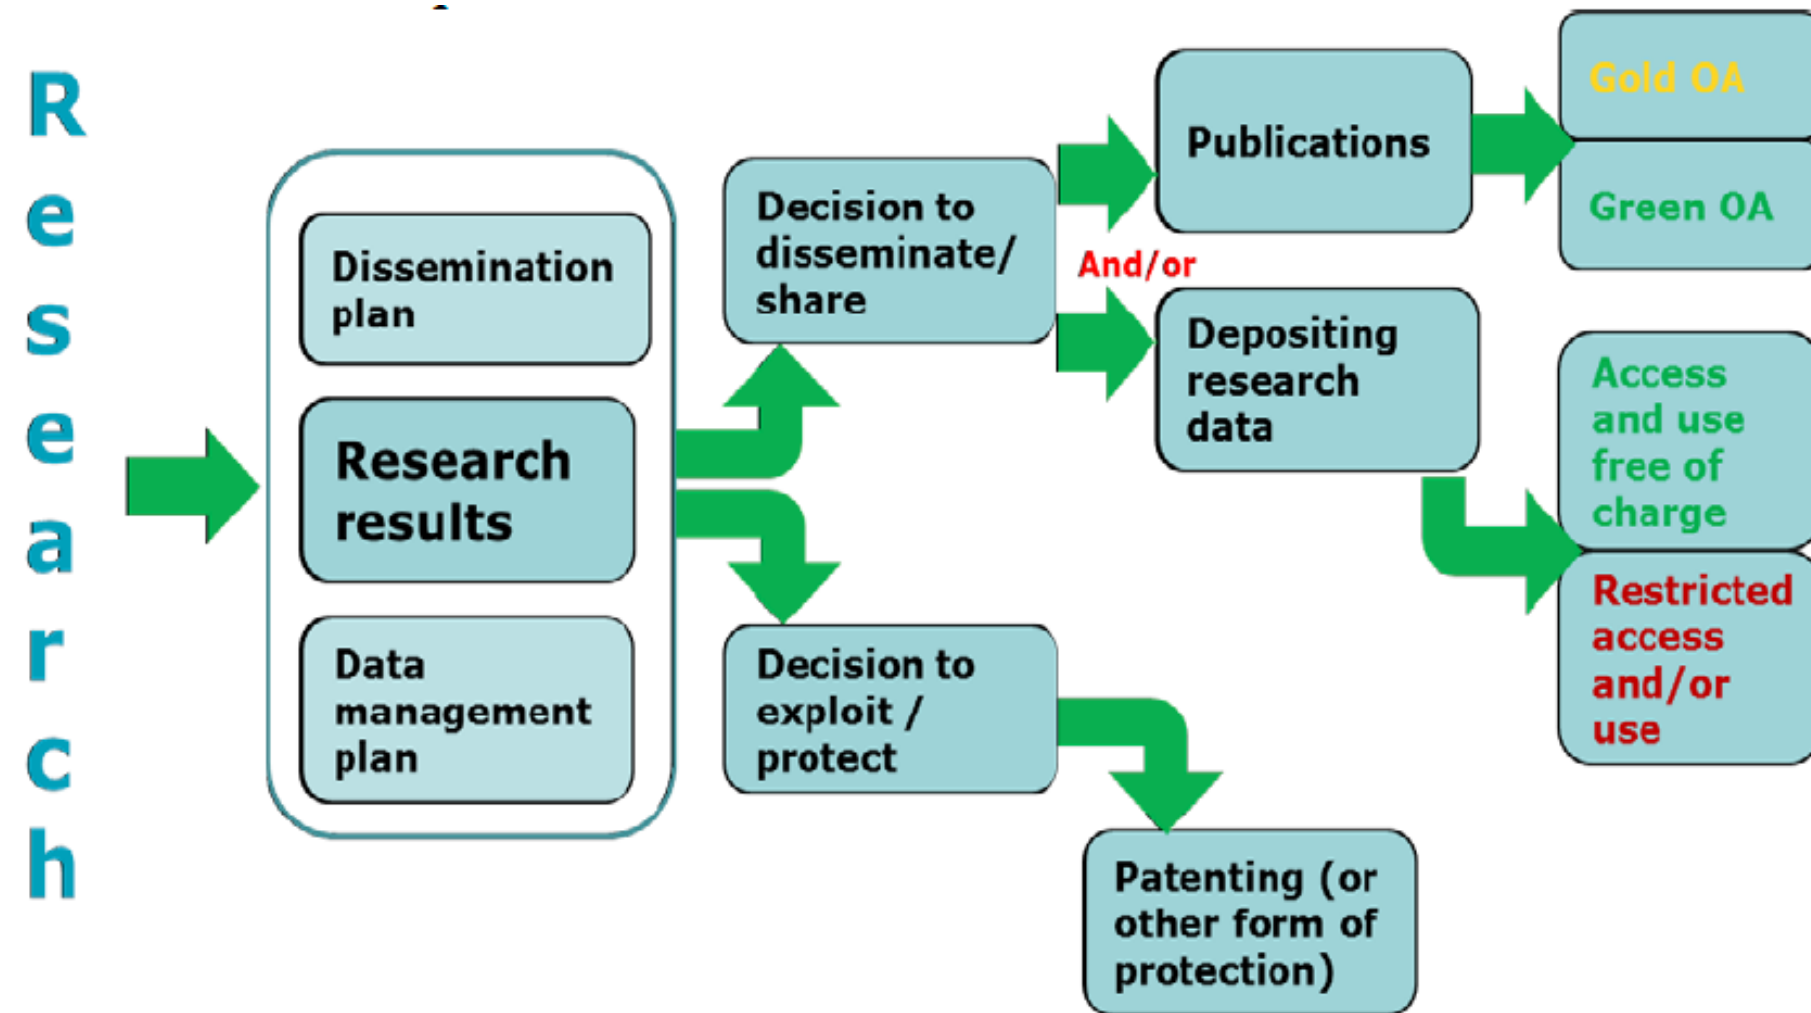 Research
Dissemination
plan
Research
results
Data
management
plan
Decision to
disseminate/
share
Decision to
exploit /
protect
And/or
Publications
Depositing
research
data
Patenting (or
other form of
protection)
Gold OA
Green OA
Access
and use
free of
charge
Restricted
access
and/or
use